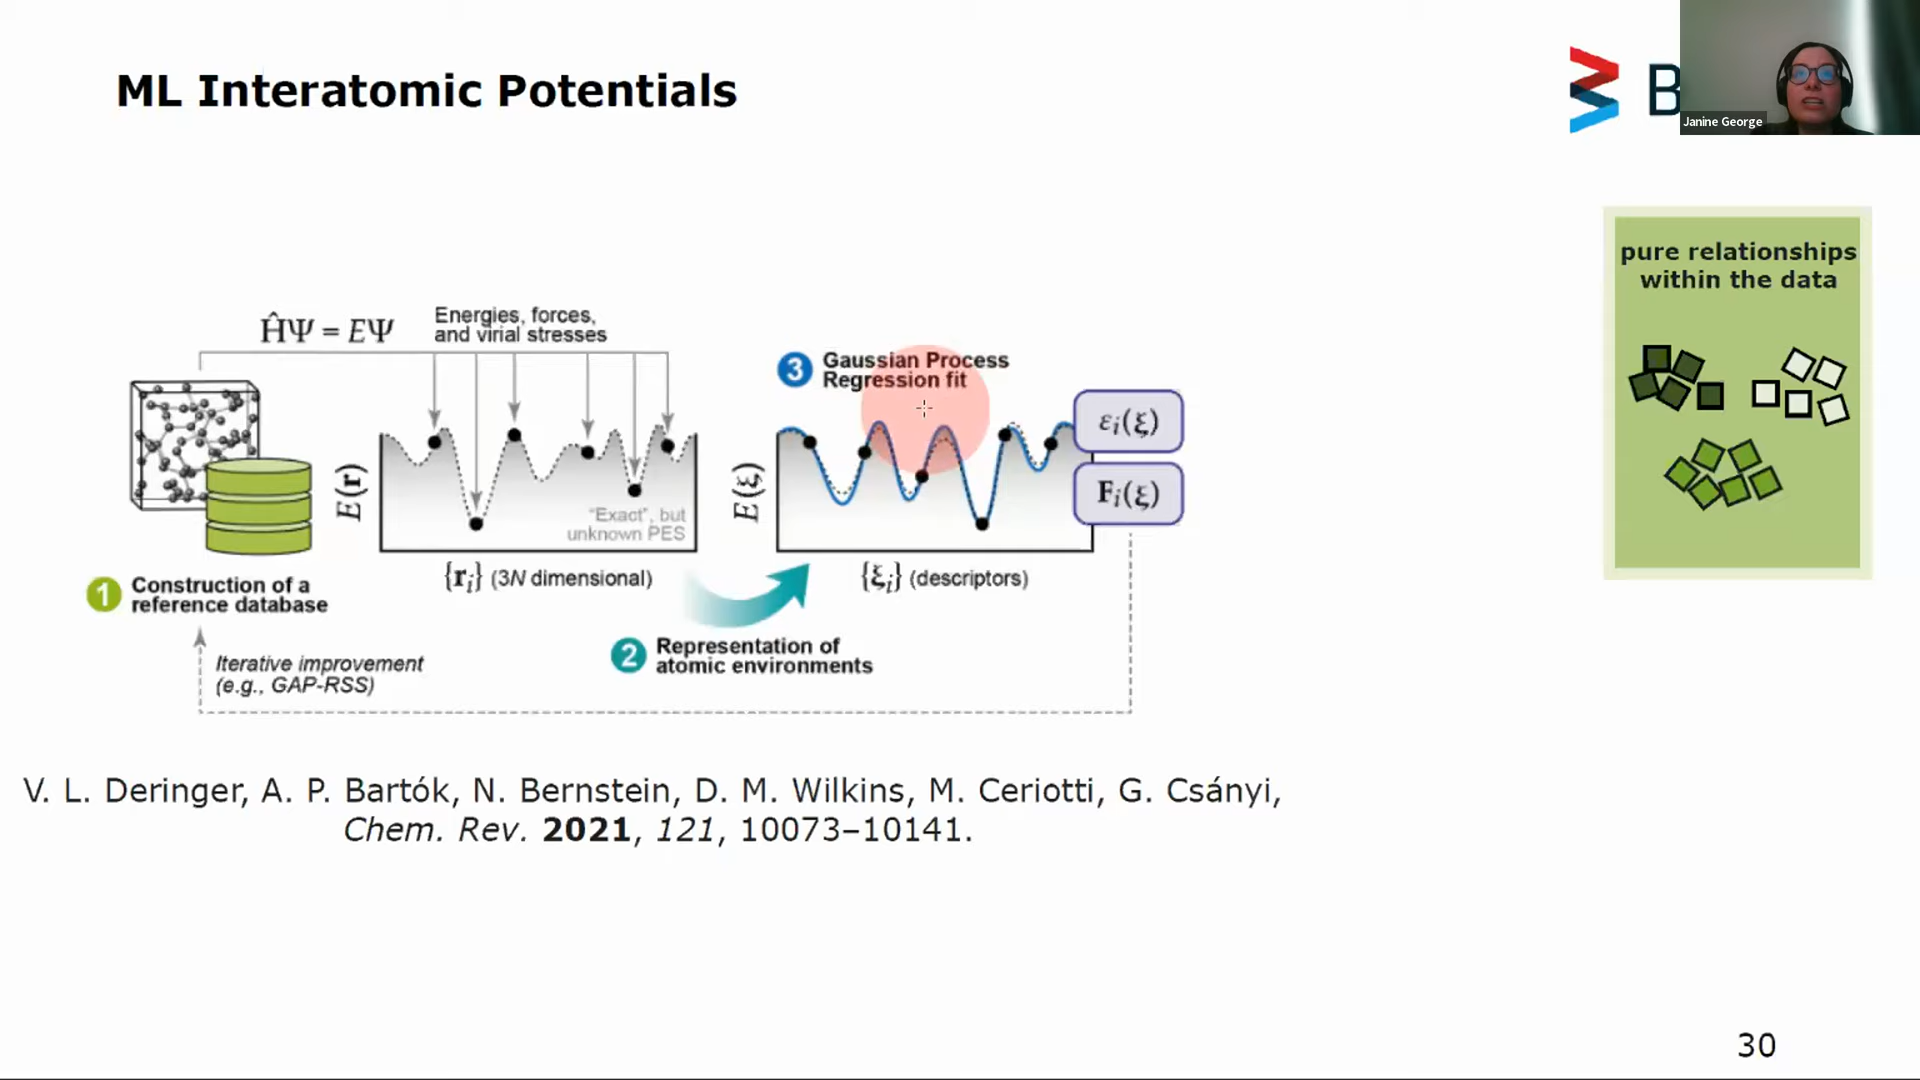 ML Interatomic Potentials
B
Janine George
pure relationships
within the data
ĤΨ = EΨ
Energies, forces,
and virial stresses
E(r)
"Exact", but
unknown PES
{rᵢ} (3N dimensional)
1 Construction of a
reference database
Iterative improvement
(e.g., GAP-RSS)
2 Representation of
atomic environments
3 Gaussian Process
Regression fit
E(ξ)
{ξᵢ} (descriptors)
εᵢ(ξ)
Fᵢ(ξ)
V. L. Deringer, A. P. Bartók, N. Bernstein, D. M. Wilkins, M. Ceriotti, G. Csányi,
Chem. Rev. 2021, 121, 10073–10141.
30